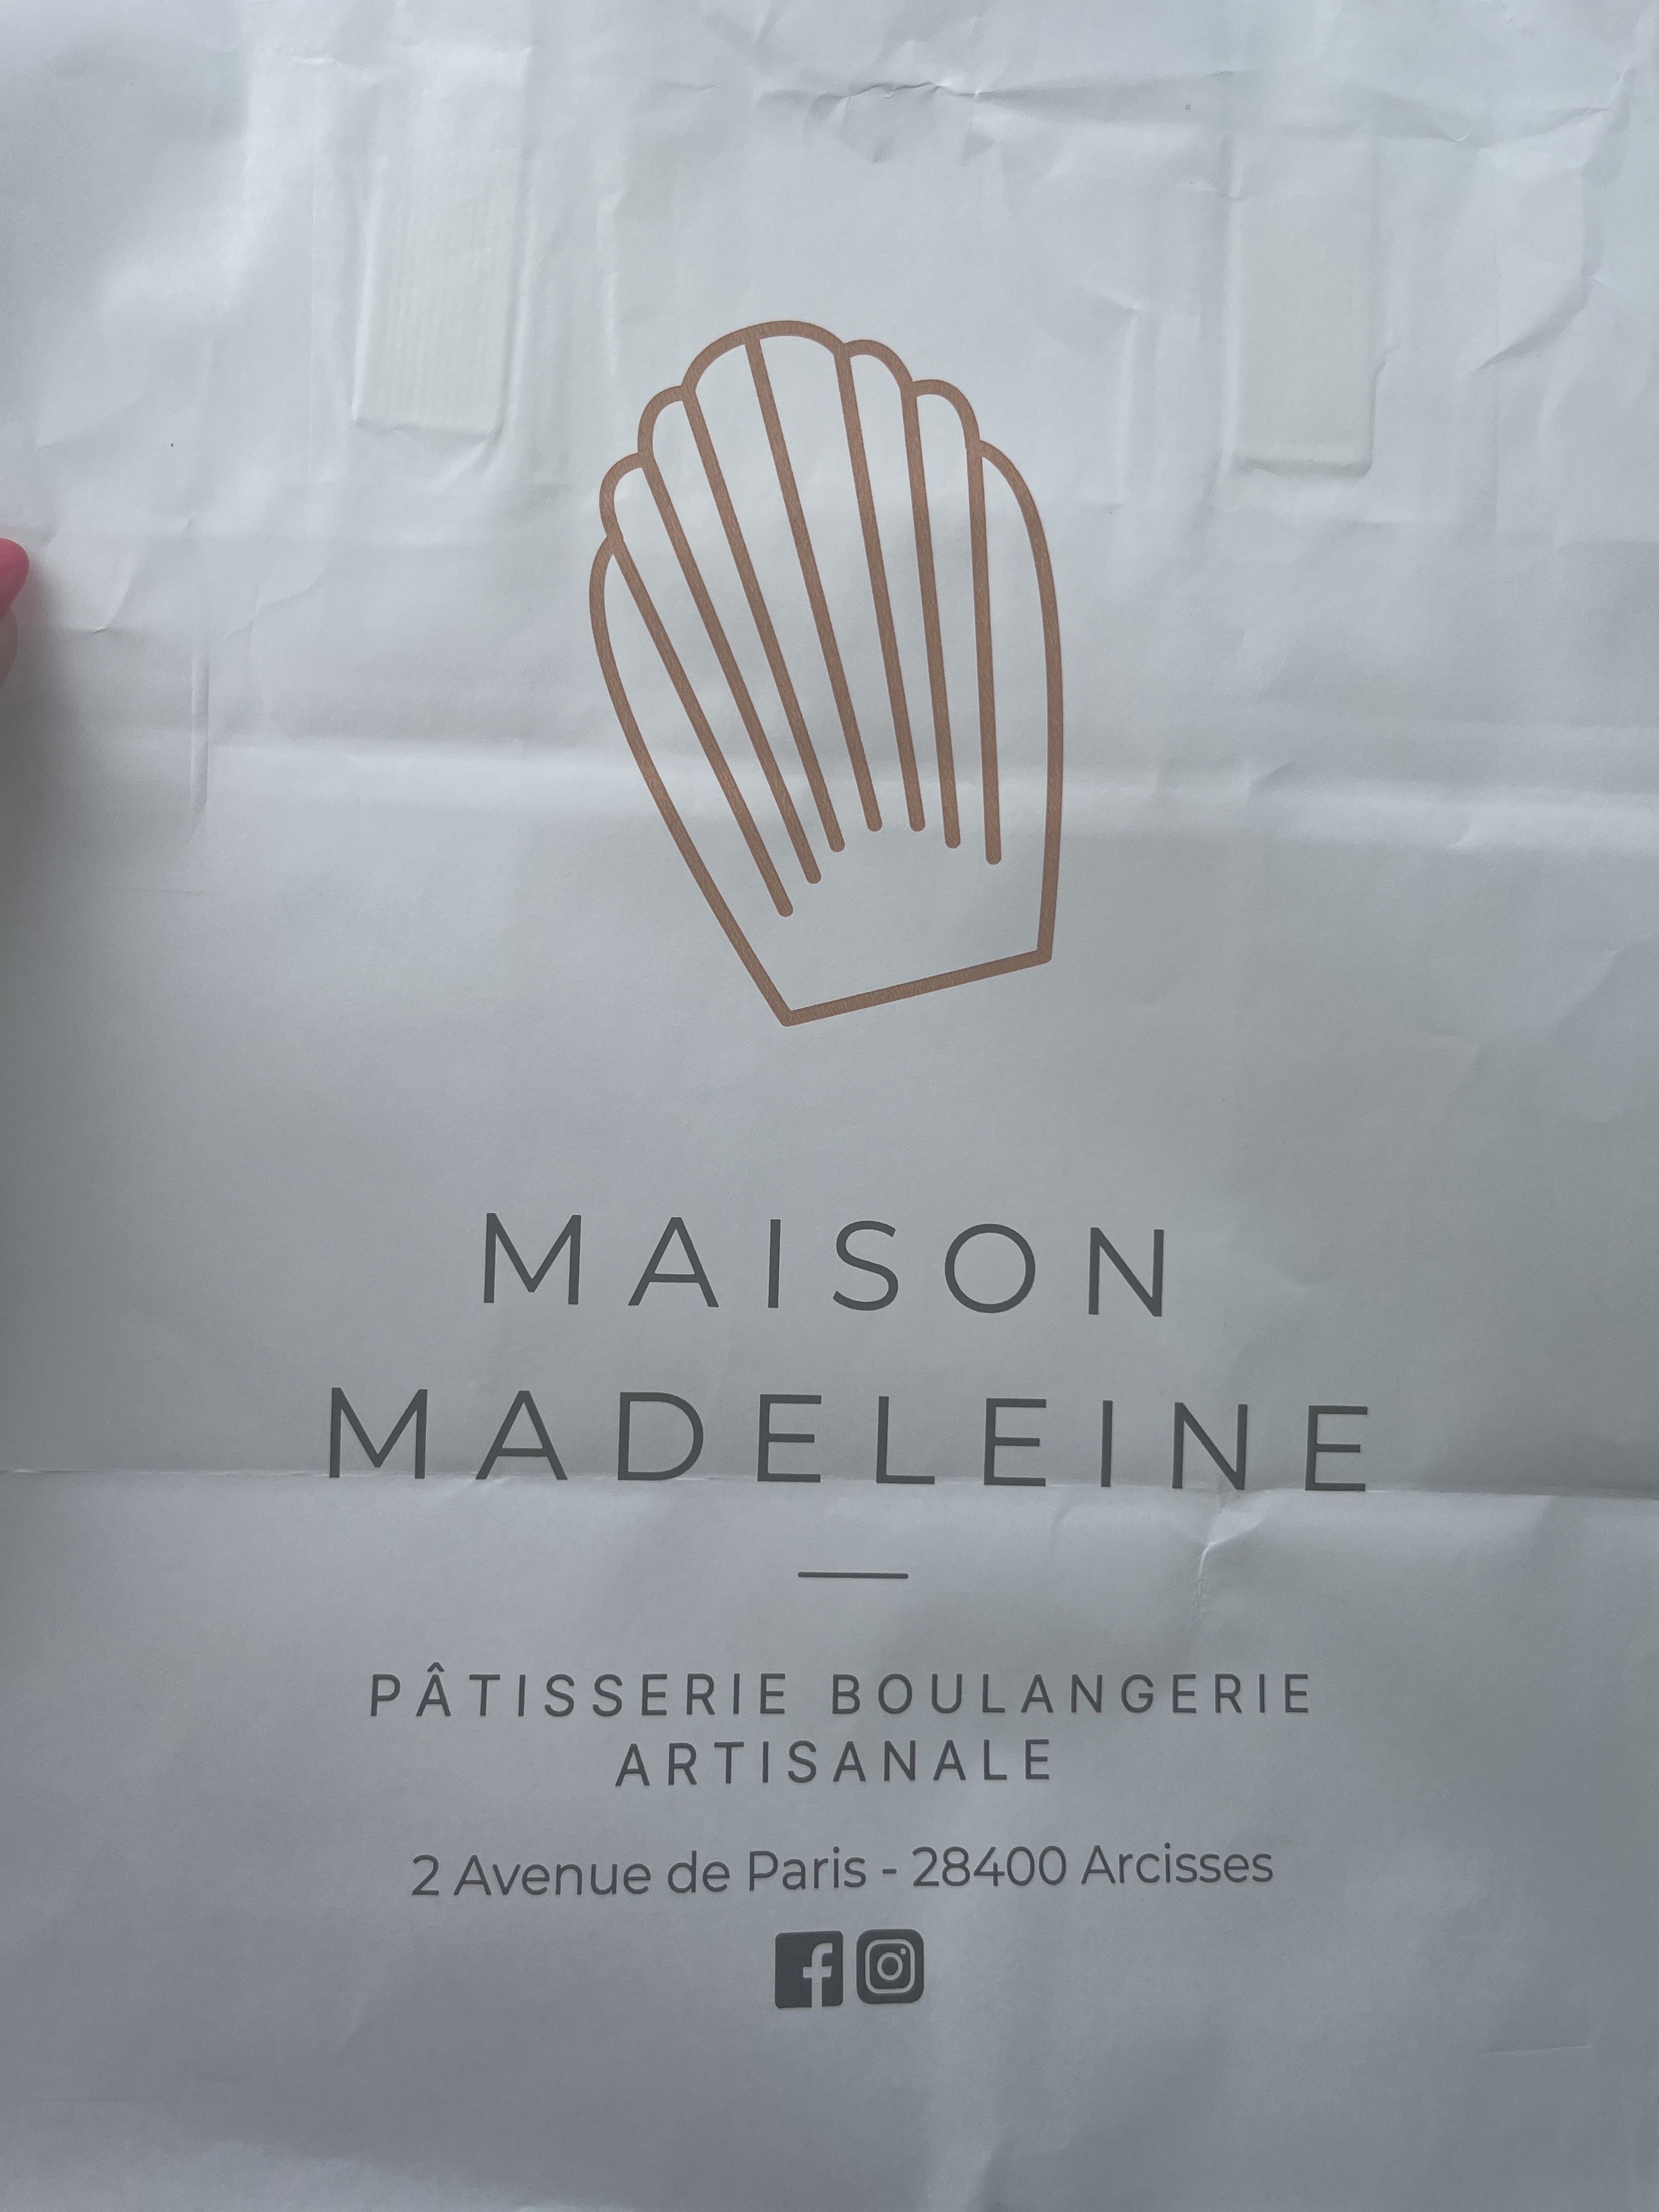 MAISON
MADELEINE
PÂTISSERIE BOULANGERIE
ARTISANALE
2 Avenue de Paris - 28400 Arcisses